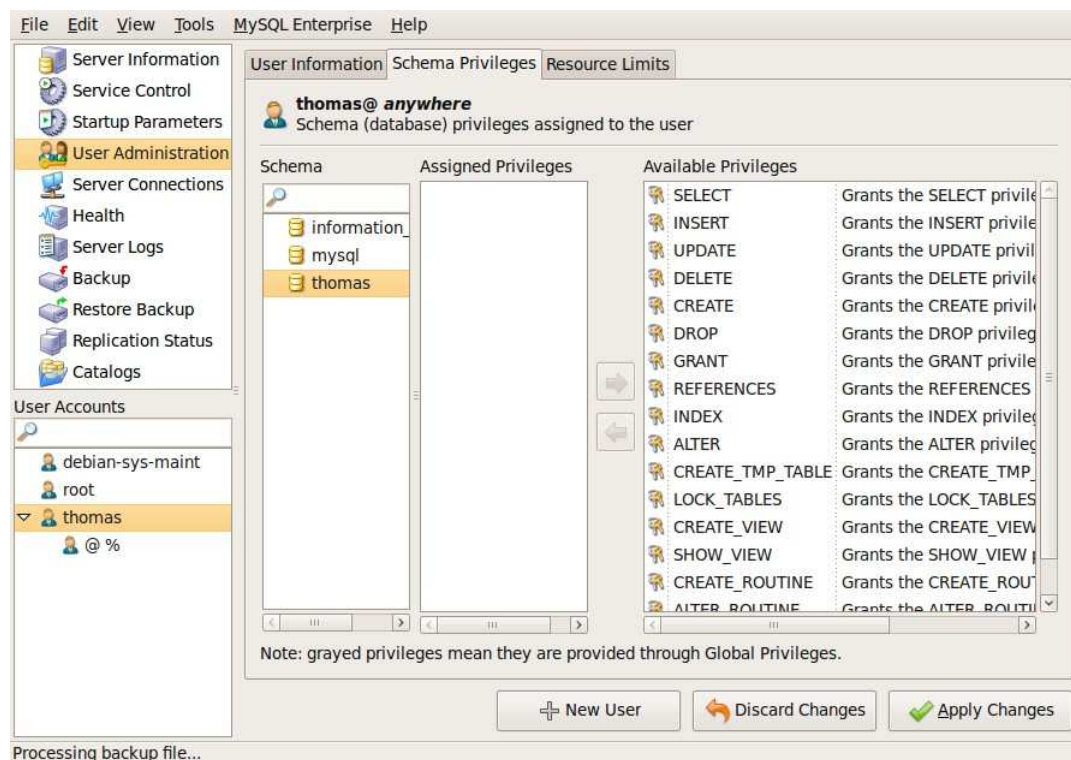 File Edit View Tools MySQL Enterprise Help
Server Information
Service Control
Startup Parameters
User Administration
Server Connections
Health
Server Logs
Backup
Restore Backup
Replication Status
Catalogs
User Accounts
debian-sys-maint
root
thomas
@ %
User Information Schema Privileges Resource Limits
thomas@ anywhere
Schema (database) privileges assigned to the user
Schema Assigned Privileges Available Privileges
information_
mysql
thomas
SELECT Grants the SELECT privile
INSERT Grants the INSERT privile
UPDATE Grants the UPDATE privil
DELETE Grants the DELETE privile
CREATE Grants the CREATE privil
DROP Grants the DROP privileg
GRANT Grants the GRANT privile
REFERENCES Grants the REFERENCES
INDEX Grants the INDEX privileg
ALTER Grants the ALTER privileg
CREATE_TMP_TABLE Grants the CREATE_TMP_
LOCK_TABLES Grants the LOCK_TABLES
CREATE_VIEW Grants the CREATE_VIEW
SHOW_VIEW Grants the SHOW_VIEW
CREATE_ROUTINE Grants the CREATE_ROUT
ALTER_ROUTINE Grants the ALTER_ROUTI
Note: grayed privileges mean they are provided through Global Privileges.
New User Discard Changes Apply Changes
Processing backup file...